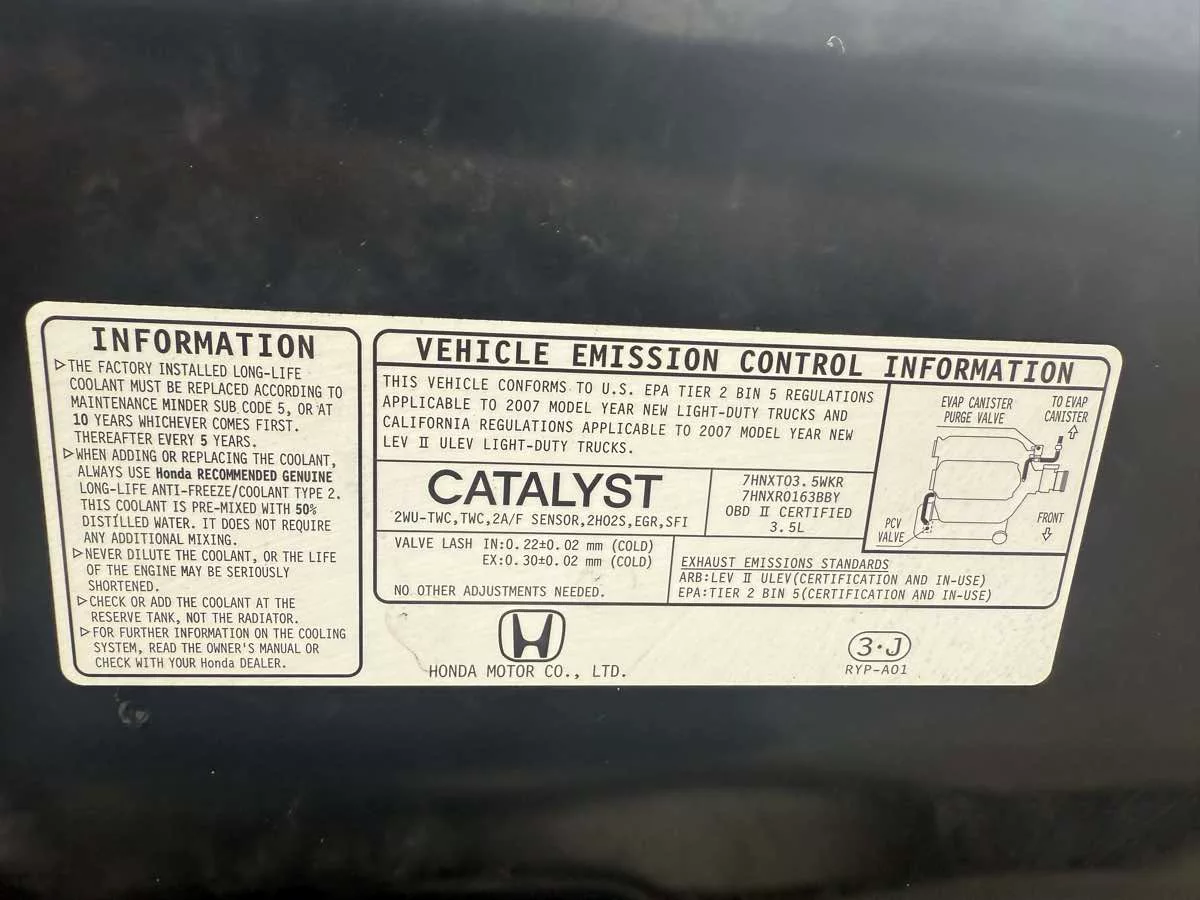 INFORMATION
▷THE FACTORY INSTALLED LONG-LIFE
COOLANT MUST BE REPLACED ACCORDING TO
MAINTENANCE MINDER SUB CODE 5, OR AT
10 YEARS WHICHEVER COMES FIRST.
THEREAFTER EVERY 5 YEARS.
▷WHEN ADDING OR REPLACING THE COOLANT,
ALWAYS USE Honda RECOMMENDED GENUINE
LONG-LIFE ANTI-FREEZE/COOLANT TYPE 2.
THIS COOLANT IS PRE-MIXED WITH 50%
DISTILLED WATER. IT DOES NOT REQUIRE
ANY ADDITIONAL MIXING.
▷NEVER DILUTE THE COOLANT, OR THE LIFE
OF THE ENGINE MAY BE SERIOUSLY
SHORTENED.
▷CHECK OR ADD THE COOLANT AT THE
RESERVE TANK, NOT THE RADIATOR.
▷FOR FURTHER INFORMATION ON THE COOLING
SYSTEM, READ THE OWNER'S MANUAL OR
CHECK WITH YOUR Honda DEALER.
VEHICLE EMISSION CONTROL INFORMATION
THIS VEHICLE CONFORMS TO U.S. EPA TIER 2 BIN 5 REGULATIONS
APPLICABLE TO 2007 MODEL YEAR NEW LIGHT-DUTY TRUCKS AND
CALIFORNIA REGULATIONS APPLICABLE TO 2007 MODEL YEAR NEW
LEV II ULEV LIGHT-DUTY TRUCKS.
CATALYST
2WU-TWC,TWC,2A/F SENSOR,2HO2S,EGR,SFI
7HNXT03.5WKR
7HNXR0163BBY
OBD II CERTIFIED
3.5L
EVAP CANISTER
PURGE VALVE
TO EVAP
CANISTER
PCV
VALVE
FRONT
VALVE LASH IN:0.22±0.02 mm (COLD)
EX:0.30±0.02 mm (COLD)
NO OTHER ADJUSTMENTS NEEDED.
EXHAUST EMISSIONS STANDARDS
ARB:LEV II ULEV(CERTIFICATION AND IN-USE)
EPA:TIER 2 BIN 5(CERTIFICATION AND IN-USE)
HONDA MOTOR CO., LTD.
3·J
RYP-A01